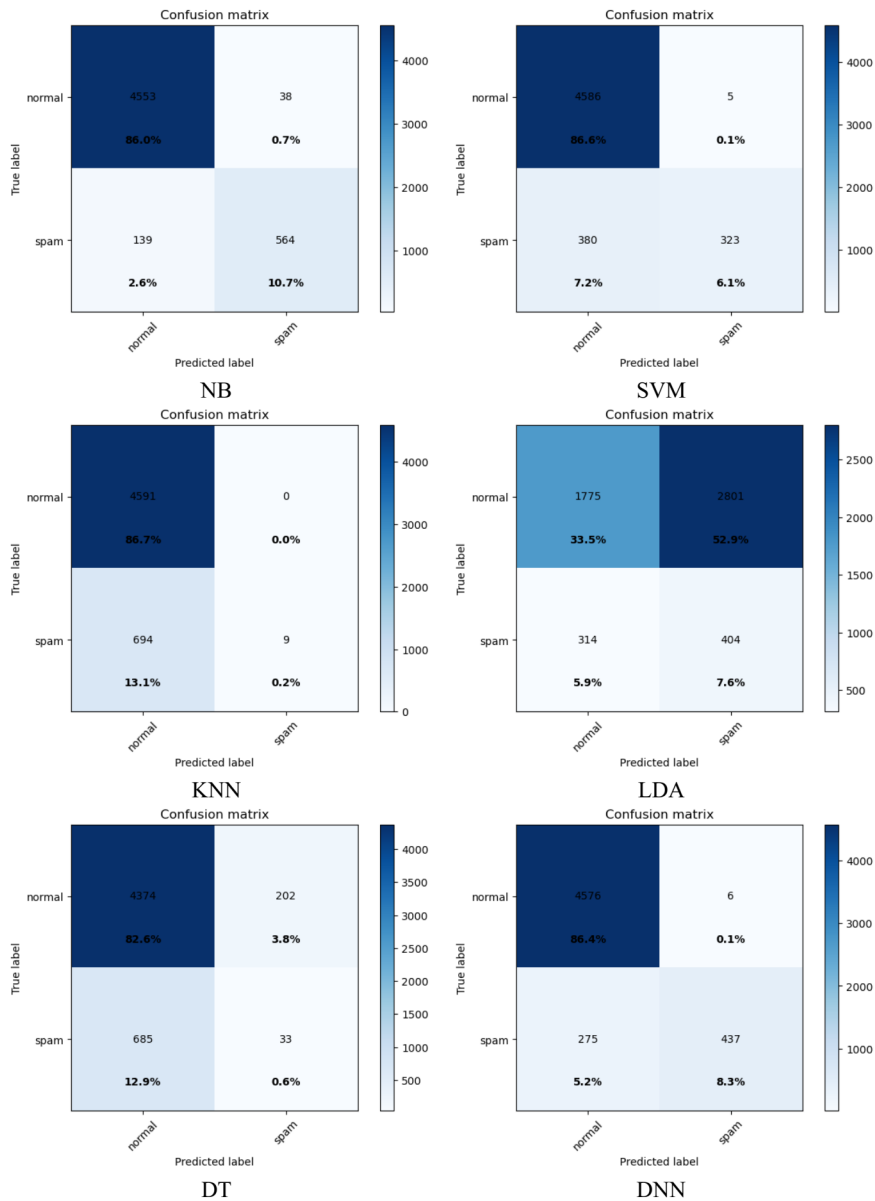 Confusion matrix
normal
4553
38
86.0%
0.7%
spam
139
564
2.6%
10.7%
True label
normal
spam
Predicted label
4000
3000
2000
1000
NB
Confusion matrix
normal
4586
5
86.6%
0.1%
spam
380
323
7.2%
6.1%
True label
normal
spam
Predicted label
4000
3000
2000
1000
SVM
Confusion matrix
normal
4591
0
86.7%
0.0%
spam
694
9
13.1%
0.2%
True label
normal
spam
Predicted label
4000
3000
2000
1000
0
KNN
Confusion matrix
normal
1775
2801
33.5%
52.9%
spam
314
404
5.9%
7.6%
True label
normal
spam
Predicted label
2500
2000
1500
1000
500
LDA
Confusion matrix
normal
4374
202
82.6%
3.8%
spam
685
33
12.9%
0.6%
True label
normal
spam
Predicted label
4000
3500
3000
2500
2000
1500
1000
500
DT
Confusion matrix
normal
4576
6
86.4%
0.1%
spam
275
437
5.2%
8.3%
True label
normal
spam
Predicted label
4000
3000
2000
1000
DNN